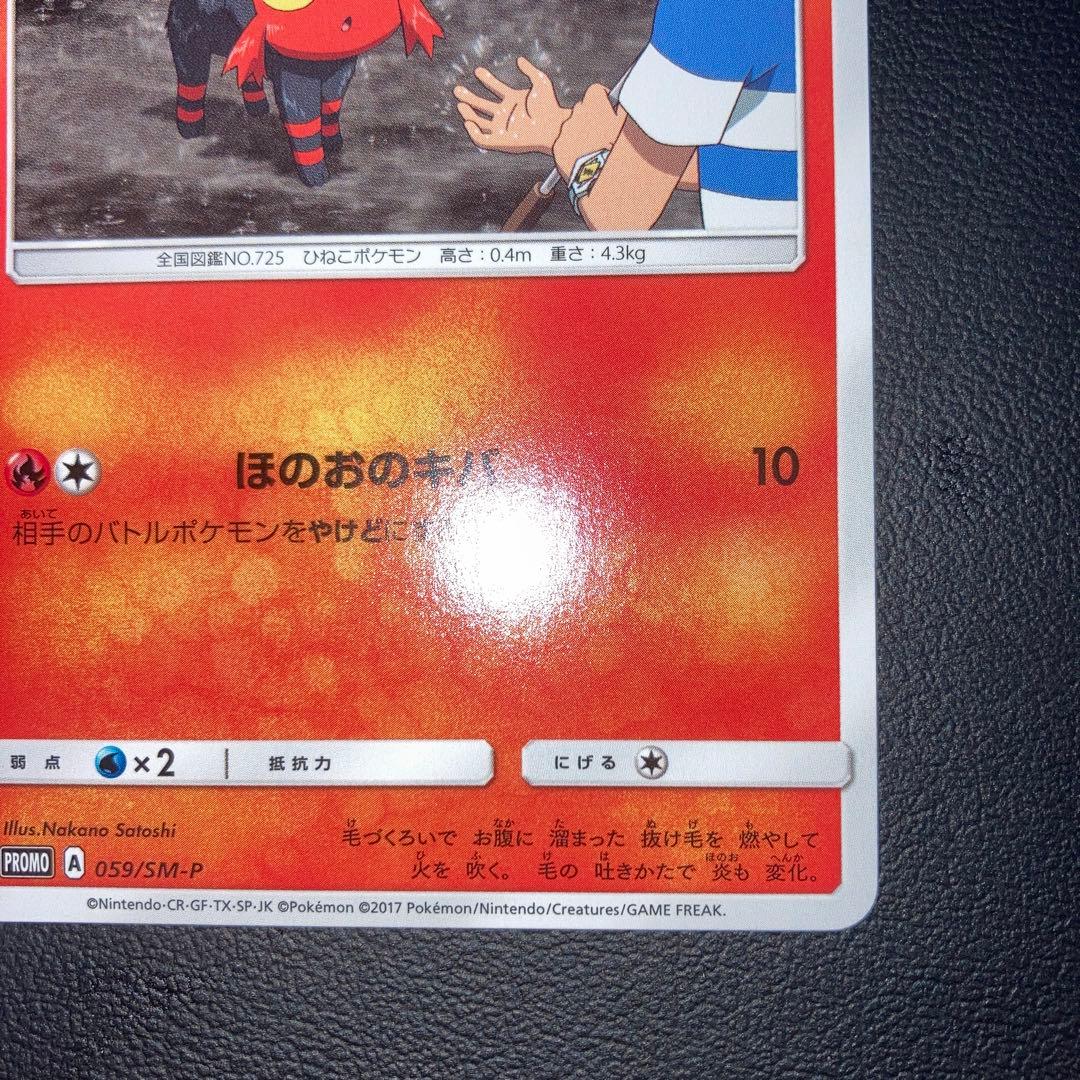 全国図鑑NO.725 ひねこポケモン 高さ:0.4m 重さ:4.3kg
ほのおのキバ 10
相手のバトルポケモンをやけどに
弱点 ×2 抵抗力 にげる
Illus.Nakano Satoshi
毛づくろいで お腹に 溜まった 抜け毛を 燃やして
火を 吹く。 毛の 吐きかたで 炎も 変化。
PROMO A 059/SM-P
©Nintendo·CR·GF·TX·SP·JK ©Pokémon ©2017 Pokémon/Nintendo/Creatures/GAME FREAK.